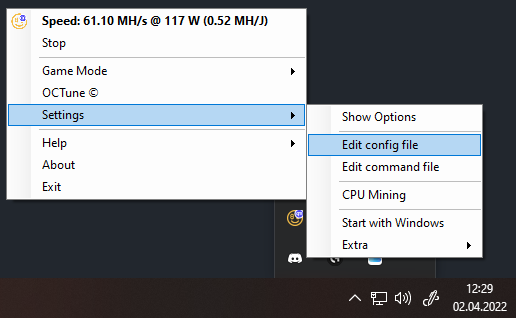 Speed: 61.10 MH/s @ 117 W (0.52 MH/J)
Stop
Game Mode
OCTune ©
Settings
Help
About
Exit
Show Options
Edit config file
Edit command file
CPU Mining
Start with Windows
Extra
12:29
02.04.2022